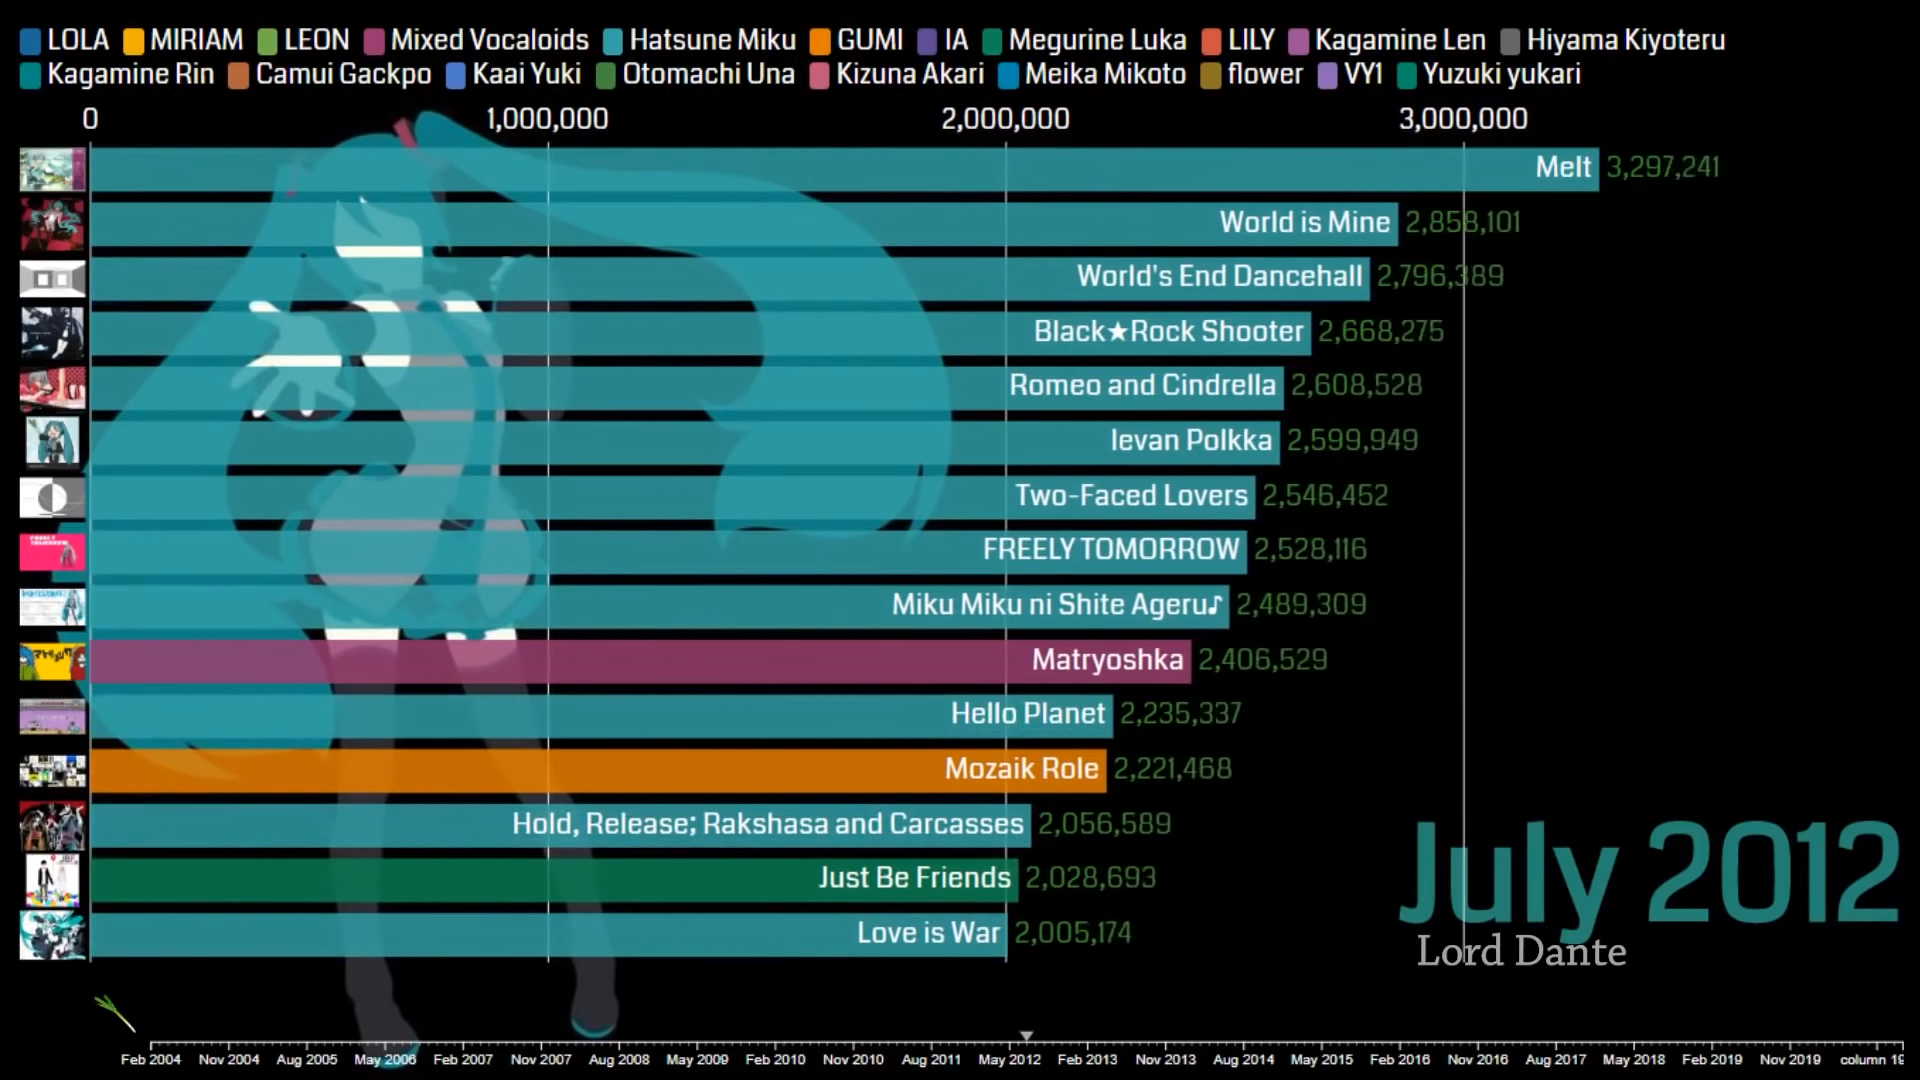 LOLA MIRIAM LEON Mixed Vocaloids Hatsune Miku GUMI IA Megurine Luka LILY Kagamine Len Hiyama Kiyoteru
Kagamine Rin Camui Gackpo Kaai Yuki Otomachi Una Kizuna Akari Meika Mikoto flower VY1 Yuzuki yukari
0 1,000,000 2,000,000 3,000,000
Melt 3,297,241
World is Mine 2,858,101
World's End Dancehall 2,796,389
Black★Rock Shooter 2,668,275
Romeo and Cindrella 2,608,528
Ievan Polkka 2,599,949
Two-Faced Lovers 2,546,452
FREELY TOMORROW 2,528,116
Miku Miku ni Shite Ageru♪ 2,489,309
Matryoshka 2,406,529
Hello Planet 2,235,337
Mozaik Role 2,221,468
Hold, Release; Rakshasa and Carcasses 2,056,589
Just Be Friends 2,028,693
Love is War 2,005,174
July 2012
Lord Dante
Feb 2004 Nov 2004 Aug 2005 May 2006 Feb 2007 Nov 2007 Aug 2008 May 2009 Feb 2010 Nov 2010 Aug 2011 May 2012 Feb 2013 Nov 2013 Aug 2014 May 2015 Feb 2016 Nov 2016 Aug 2017 May 2018 Feb 2019 Nov 2019 column 19